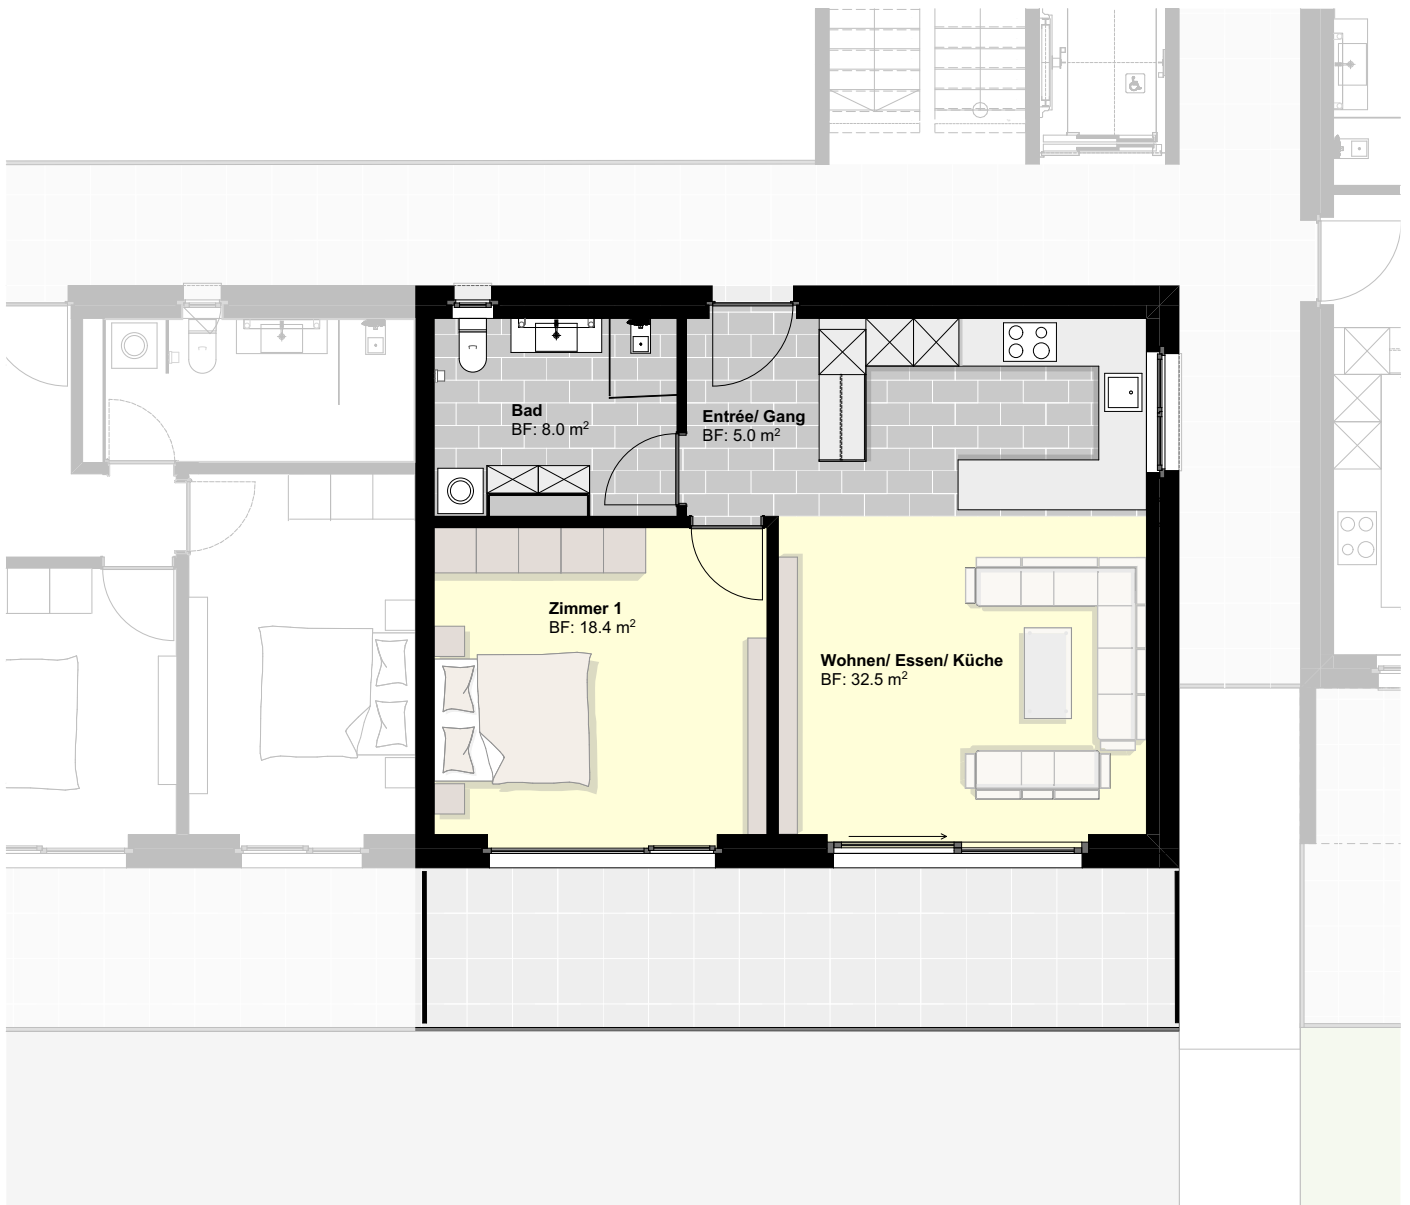 Bad
BF: 8.0 m²
Entrée/ Gang
BF: 5.0 m²
Zimmer 1
BF: 18.4 m²
Wohnen/ Essen/ Küche
BF: 32.5 m²